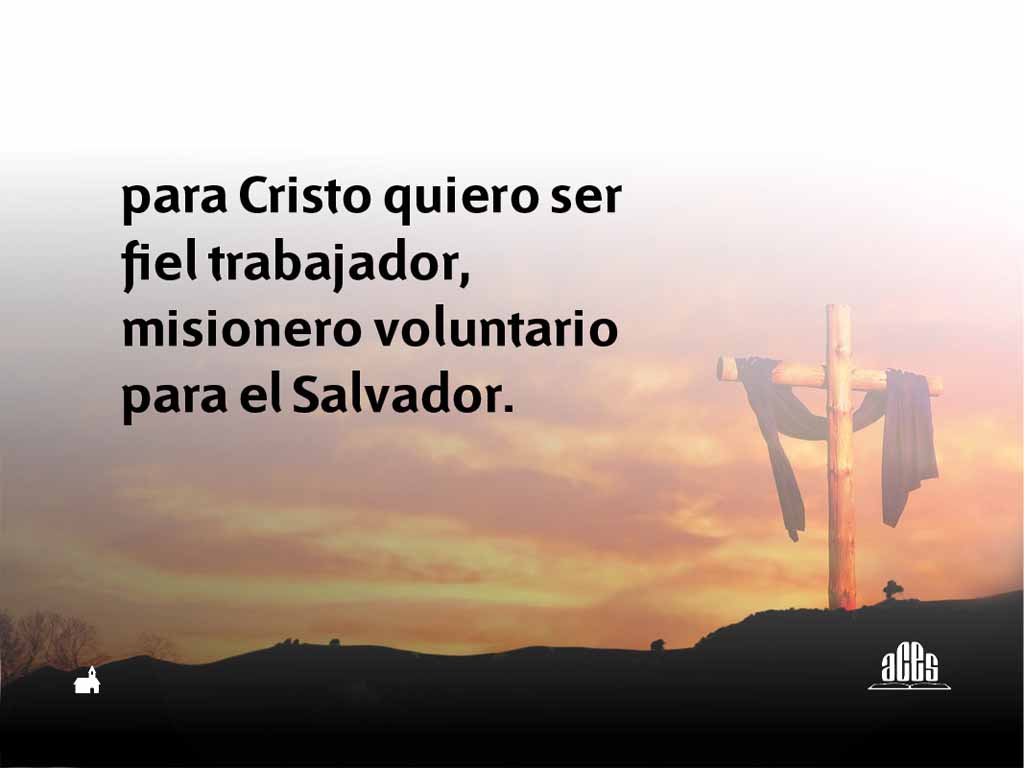 para Cristo quiero ser
fiel trabajador,
misionero voluntario
para el Salvador.
aces